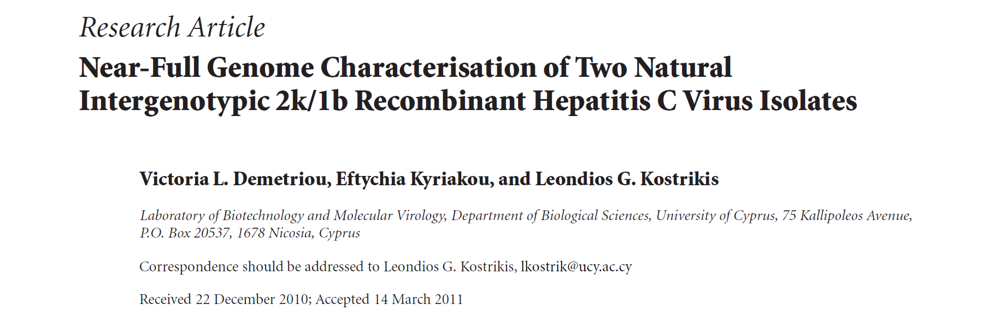 Research Article
Near-Full Genome Characterisation of Two Natural
Intergenotypic 2k/1b Recombinant Hepatitis C Virus Isolates
Victoria L. Demetriou, Eftychia Kyriakou, and Leondios G. Kostrikis
Laboratory of Biotechnology and Molecular Virology, Department of Biological Sciences, University of Cyprus, 75 Kallipoleos Avenue,
P.O. Box 20537, 1678 Nicosia, Cyprus
Correspondence should be addressed to Leondios G. Kostrikis, lkostrik@ucy.ac.cy
Received 22 December 2010; Accepted 14 March 2011